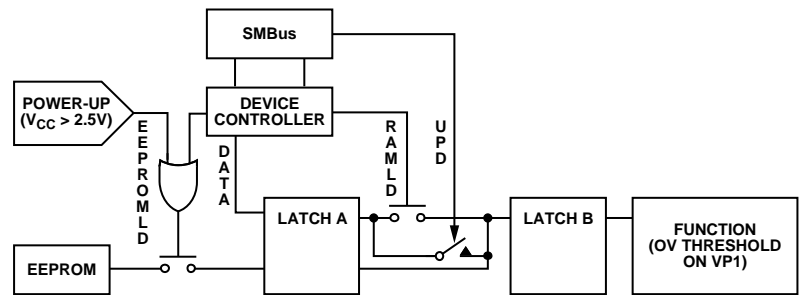 SMBus
POWER-UP
(VCC > 2.5V)
EEPROMLD
DEVICE
CONTROLLER
DATA
RAMLD
UPD
LATCH A
LATCH B
FUNCTION
(OV THRESHOLD
ON VP1)
EEPROM